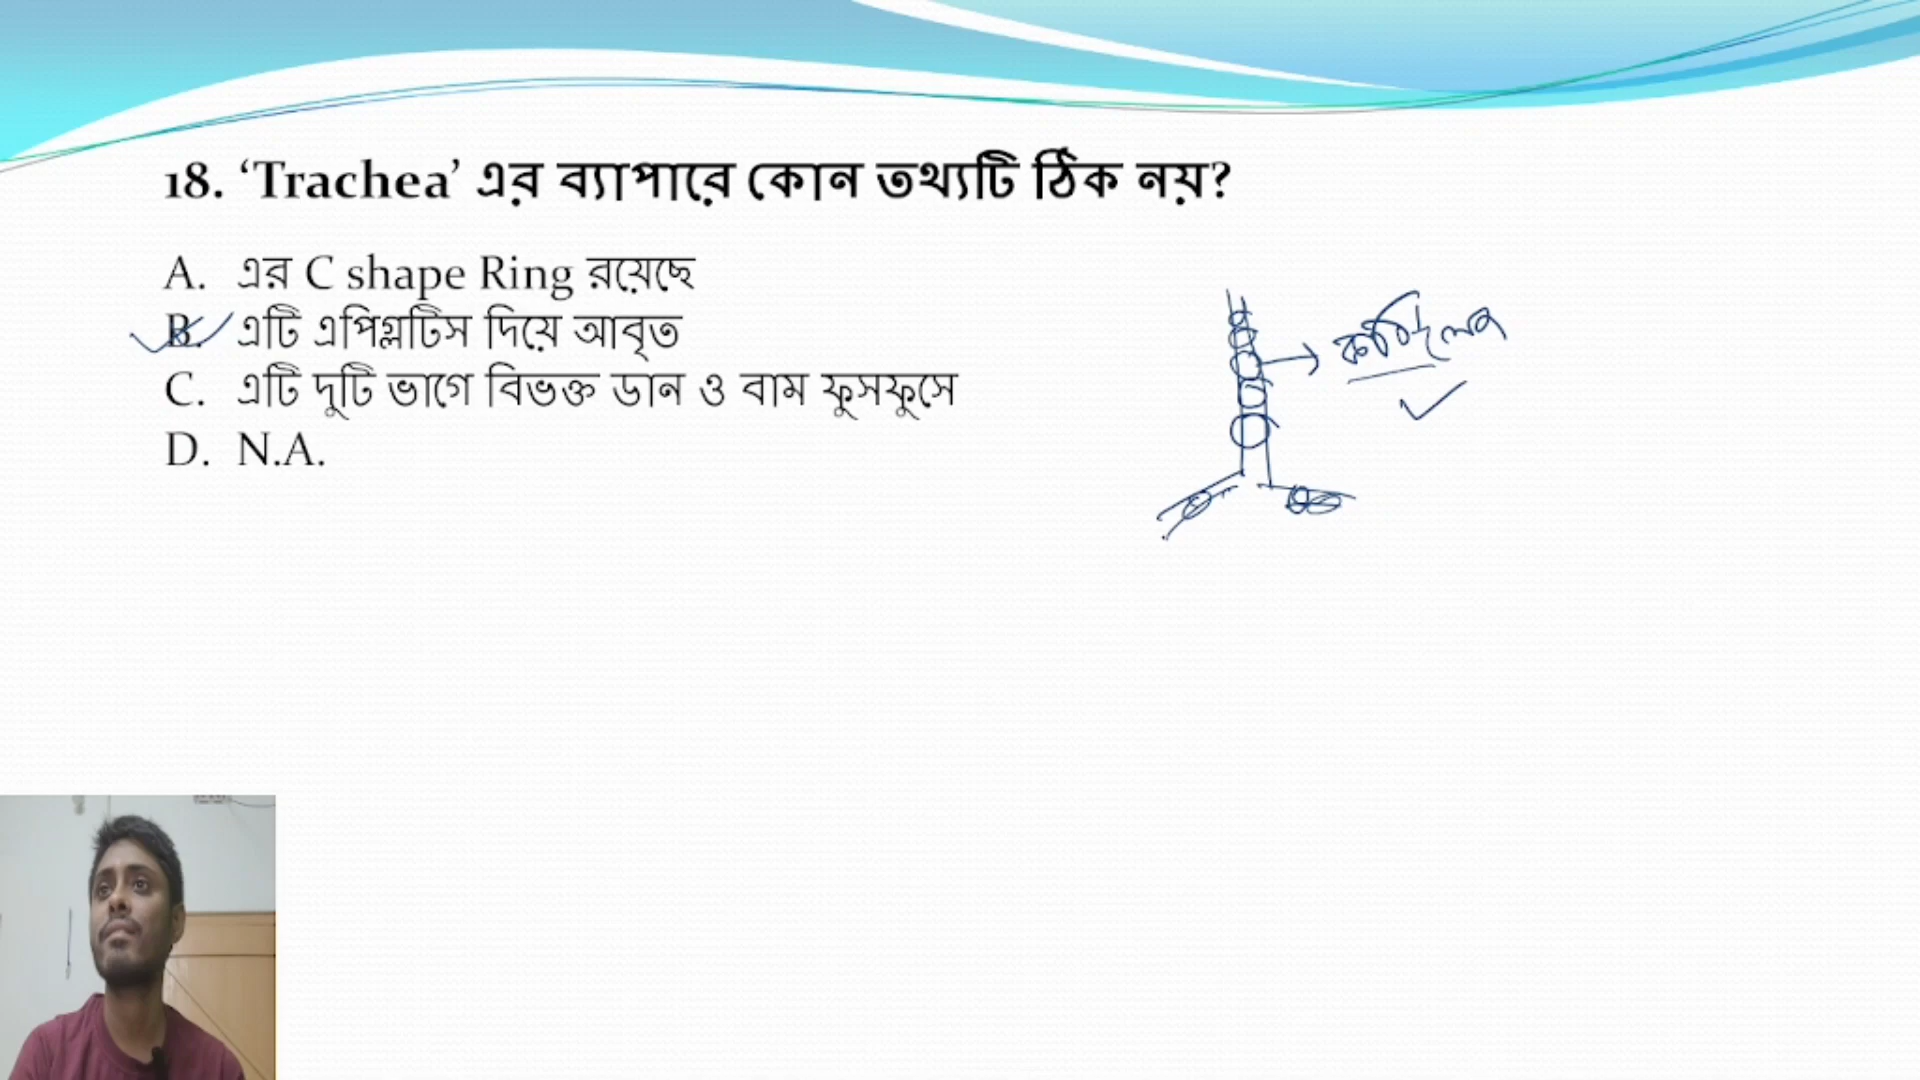 18. ‘Trachea’ এর ব্যাপারে কোন তথ্যটি ঠিক নয়?
A. এর C shape Ring রয়েছে
B. এটি এপিগ্লটিস দিয়ে আবৃত
C. এটি দুটি ভাগে বিভক্ত ডান ও বাম ফুসফুসে
D. N.A.